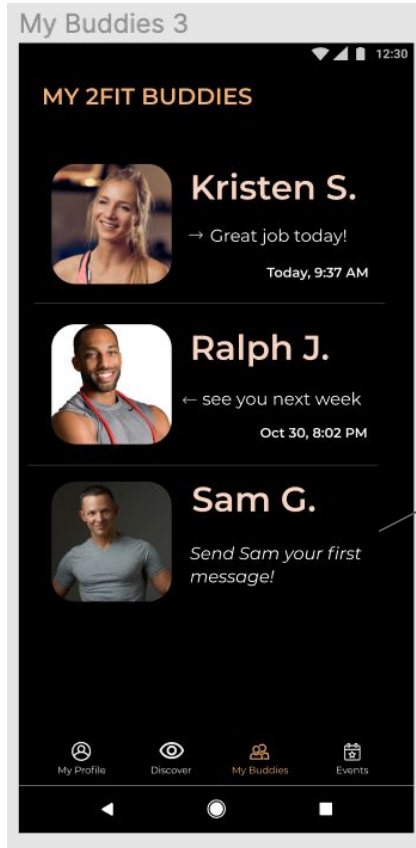 My Buddies 3
12:30
MY 2FIT BUDDIES
Kristen S.
→ Great job today!
Today, 9:37 AM
Ralph J.
← see you next week
Oct 30, 8:02 PM
Sam G.
Send Sam your first
message!
My Profile
Discover
My Buddies
Events